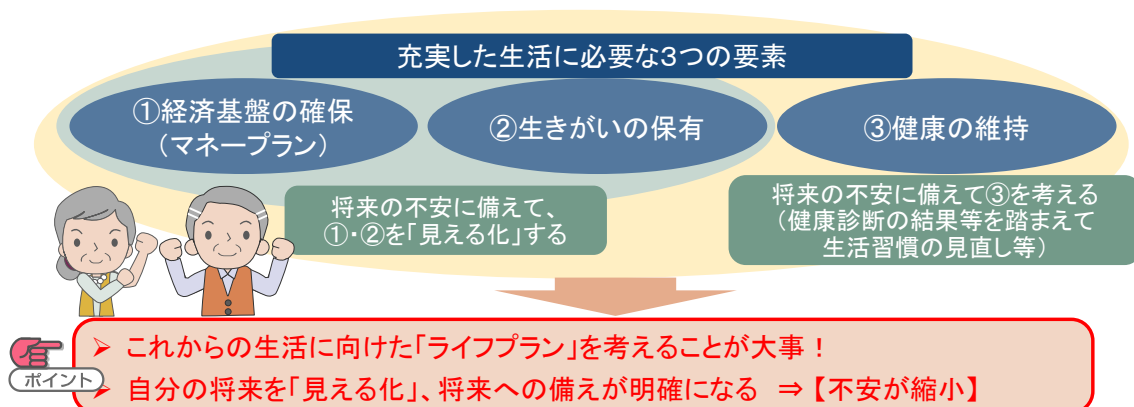 充実した生活に必要な3つの要素
①経済基盤の確保
（マネープラン）
②生きがいの保有
③健康の維持
将来の不安に備えて、
①・②を「見える化」する
将来の不安に備えて③を考える
（健康診断の結果等を踏まえて
生活習慣の見直し等）
ポイント
➢ これからの生活に向けた「ライフプラン」を考えることが大事！
➢ 自分の将来を「見える化」、将来への備えが明確になる ⇒【不安が縮小】